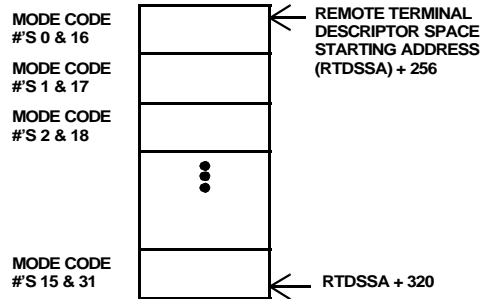 MODE CODE
#'S 0 & 16
REMOTE TERMINAL
DESCRIPTOR SPACE
STARTING ADDRESS
(RTDSSA) + 256
MODE CODE
#'S 1 & 17
MODE CODE
#'S 2 & 18
MODE CODE
#'S 15 & 31
RTDSSA + 320